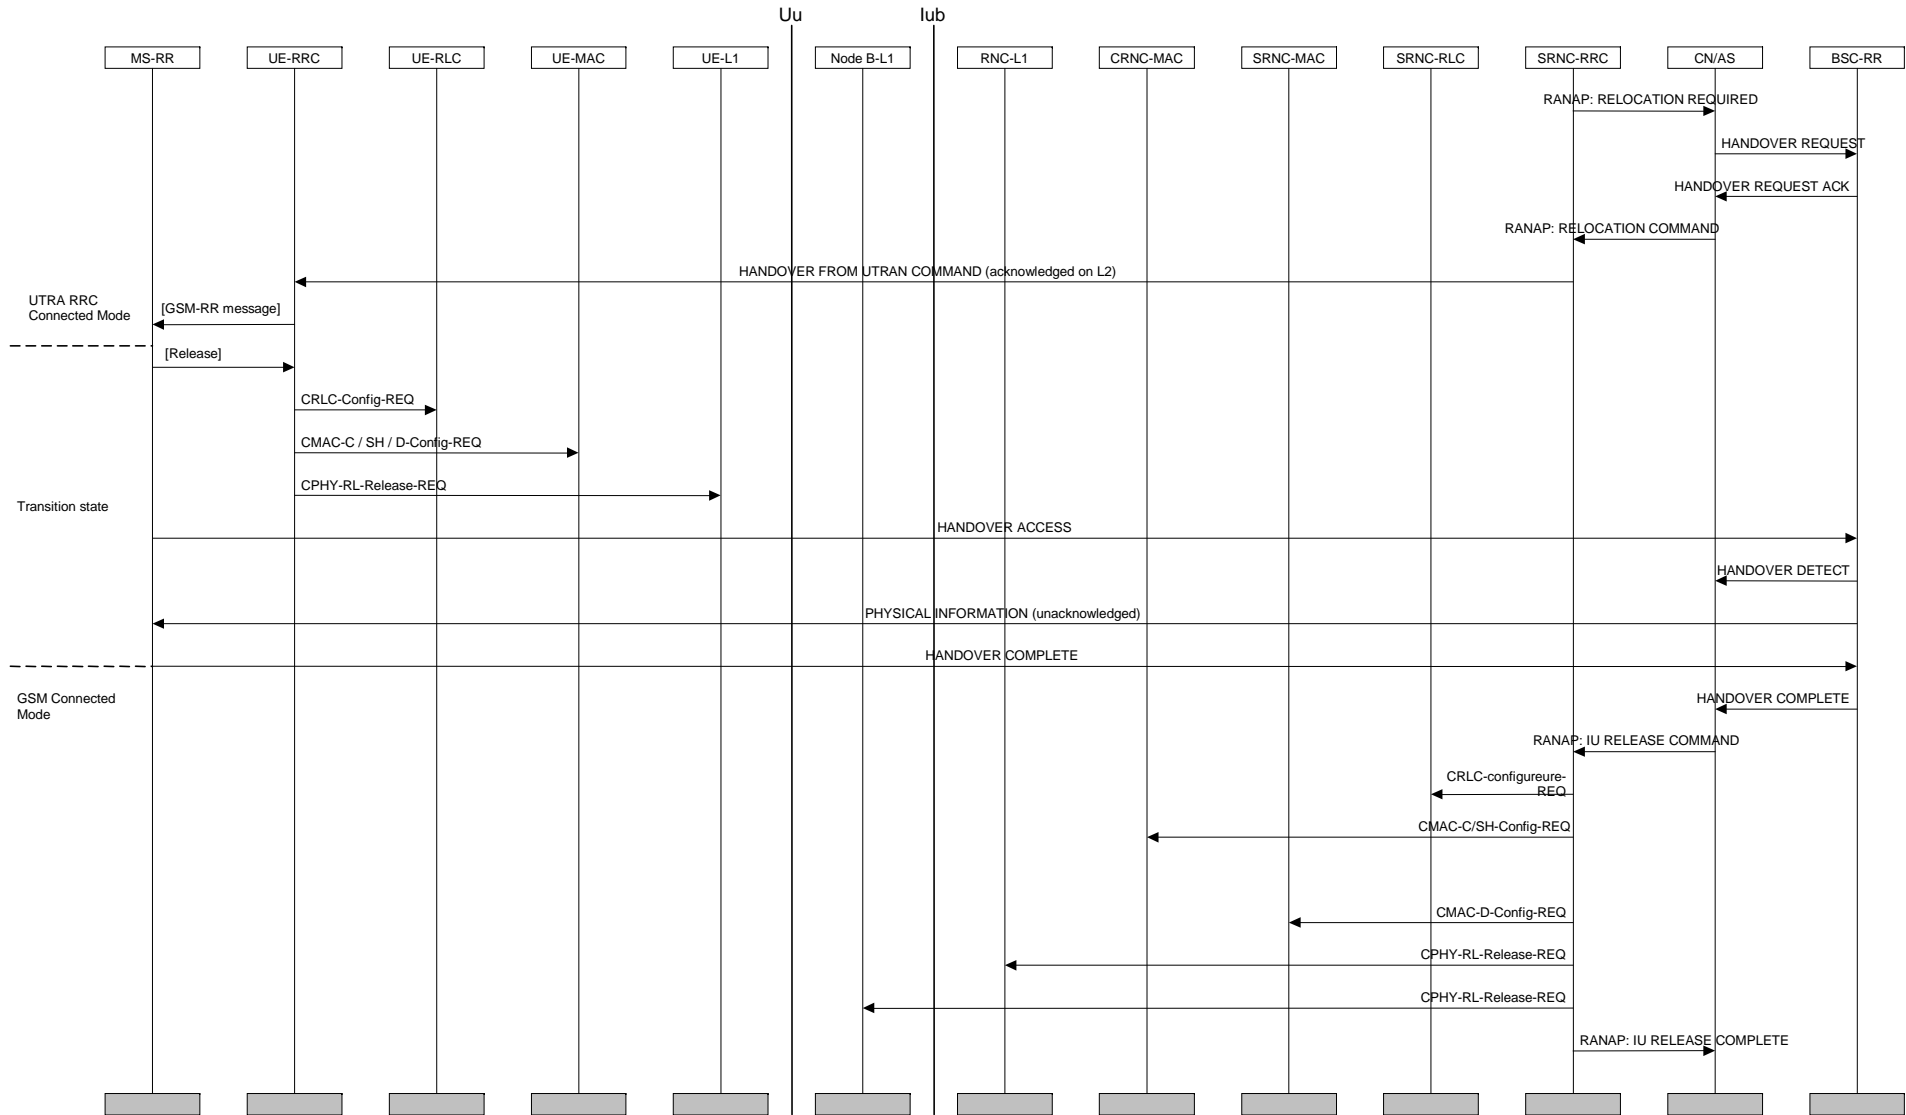 Uu
Iub
MS-RR
UE-RRC
UE-RLC
UE-MAC
UE-L1
Node B-L1
RNC-L1
CRNC-MAC
SRNC-MAC
SRNC-RLC
SRNC-RRC
CN/AS
BSC-RR
RANAP: RELOCATION REQUIRED
HANDOVER REQUEST
HANDOVER REQUEST ACK
RANAP: RELOCATION COMMAND
HANDOVER FROM UTRAN COMMAND (acknowledged on L2)
UTRA RRC
Connected Mode
[GSM-RR message]
[Release]
CRLC-Config-REQ
CMAC-C / SH / D-Config-REQ
CPHY-RL-Release-REQ
Transition state
HANDOVER ACCESS
HANDOVER DETECT
PHYSICAL INFORMATION (unacknowledged)
HANDOVER COMPLETE
GSM Connected
Mode
HANDOVER COMPLETE
RANAP: IU RELEASE COMMAND
CRLC-configureure-
REQ
CMAC-C/SH-Config-REQ
CMAC-D-Config-REQ
CPHY-RL-Release-REQ
CPHY-RL-Release-REQ
RANAP: IU RELEASE COMPLETE